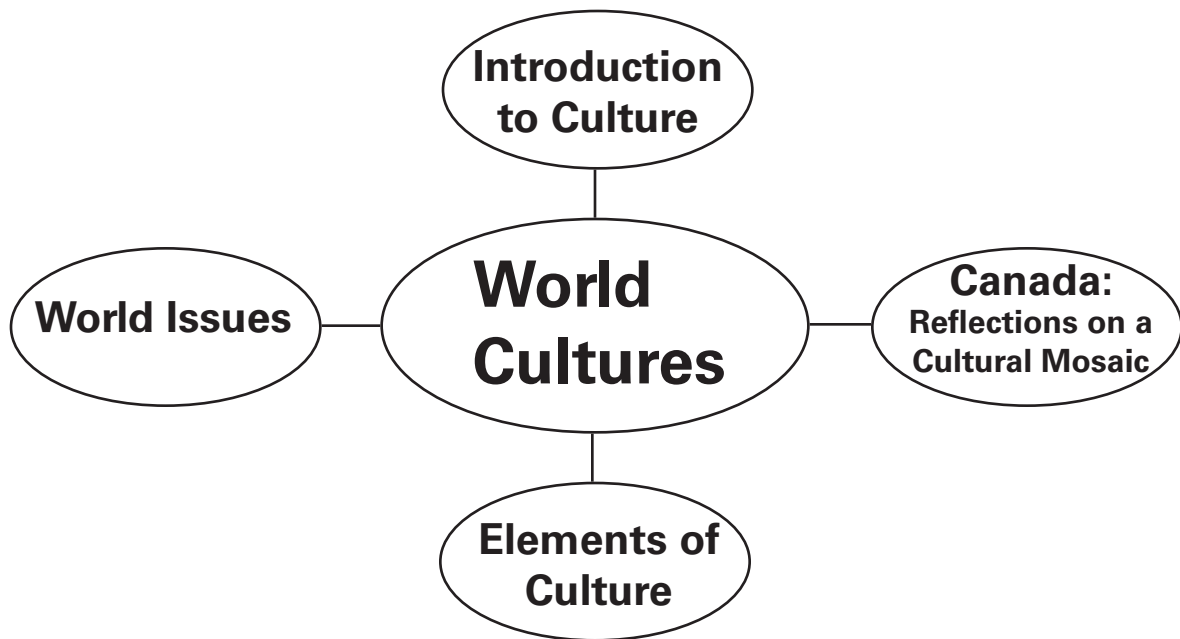 Introduction
to Culture
World Issues
World
Cultures
Canada:
Reflections on a
Cultural Mosaic
Elements of
Culture